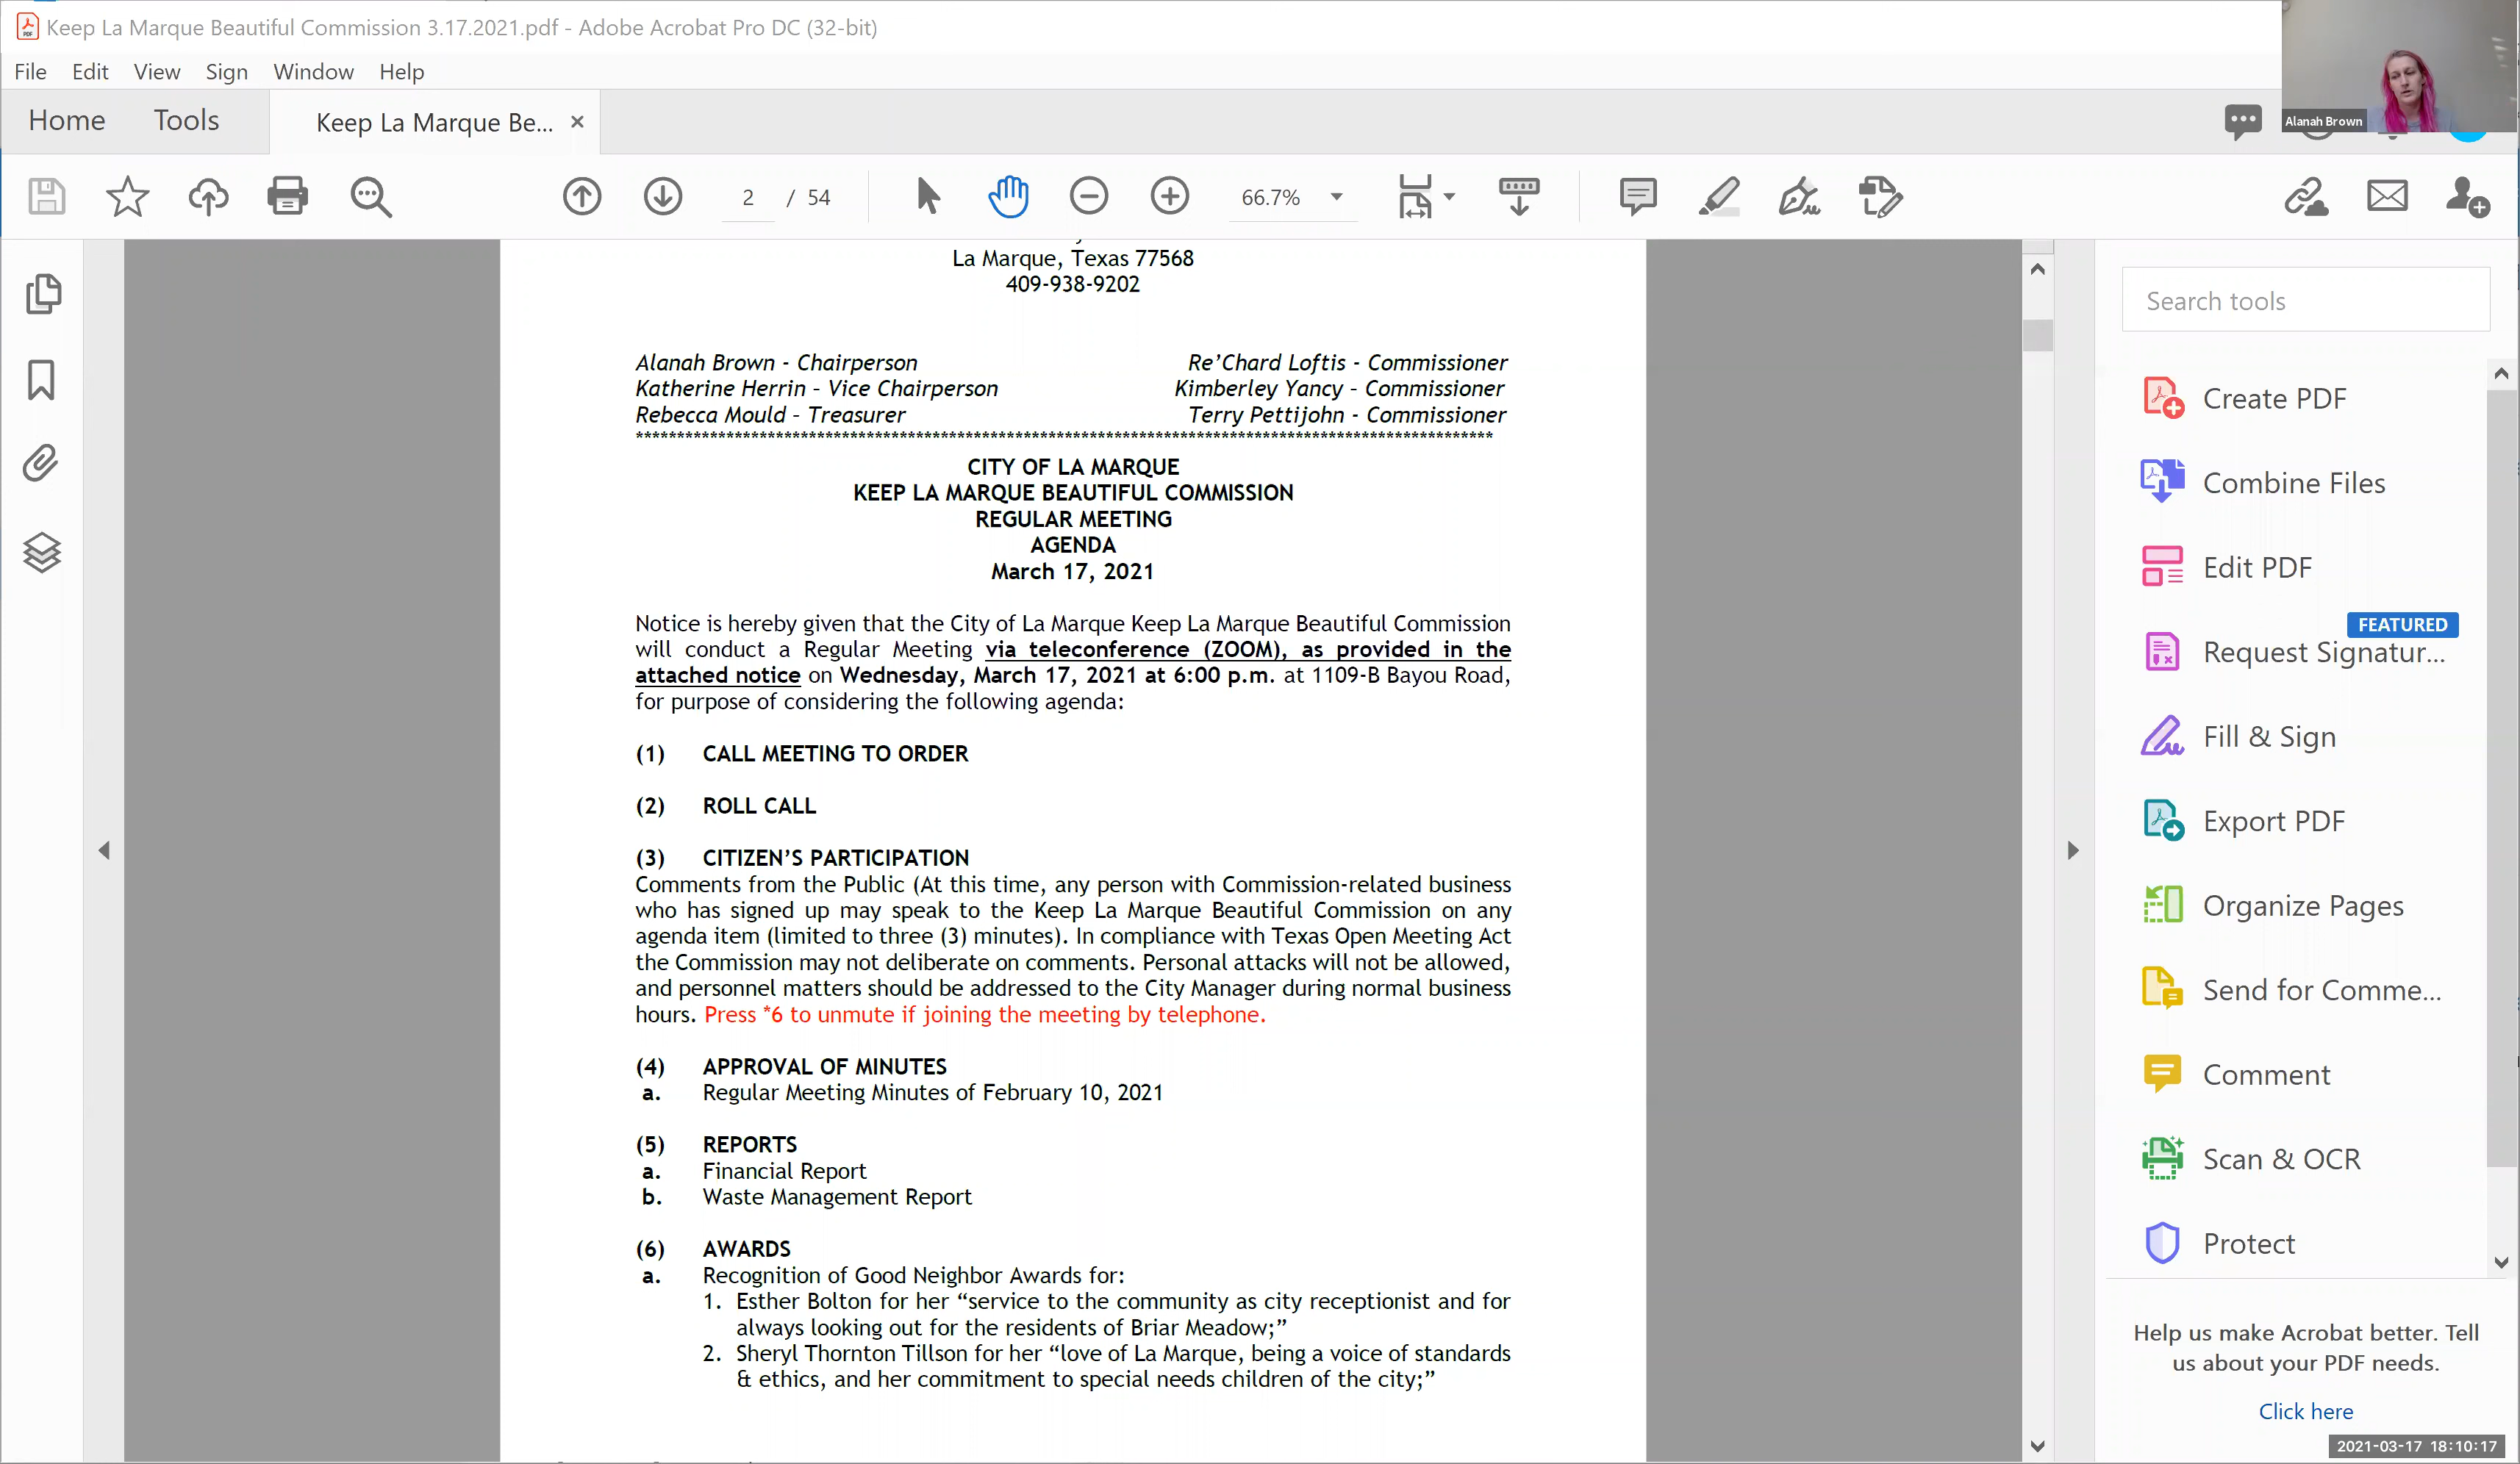 Keep La Marque Beautiful Commission 3.17.2021.pdf - Adobe Acrobat Pro DC (32-bit)
File Edit View Sign Window Help
Home Tools Keep La Marque Be... ×
Alanah Brown
2 / 54 66.7%
La Marque, Texas 77568
409-938-9202
Alanah Brown - Chairperson Re’Chard Loftis - Commissioner
Katherine Herrin – Vice Chairperson Kimberley Yancy – Commissioner
Rebecca Mould – Treasurer Terry Pettijohn - Commissioner
CITY OF LA MARQUE
KEEP LA MARQUE BEAUTIFUL COMMISSION
REGULAR MEETING
AGENDA
March 17, 2021
Notice is hereby given that the City of La Marque Keep La Marque Beautiful Commission
will conduct a Regular Meeting via teleconference (ZOOM), as provided in the
attached notice on Wednesday, March 17, 2021 at 6:00 p.m. at 1109-B Bayou Road,
for purpose of considering the following agenda:
(1) CALL MEETING TO ORDER
(2) ROLL CALL
(3) CITIZEN’S PARTICIPATION
Comments from the Public (At this time, any person with Commission-related business
who has signed up may speak to the Keep La Marque Beautiful Commission on any
agenda item (limited to three (3) minutes). In compliance with Texas Open Meeting Act
the Commission may not deliberate on comments. Personal attacks will not be allowed,
and personnel matters should be addressed to the City Manager during normal business
hours. Press *6 to unmute if joining the meeting by telephone.
(4) APPROVAL OF MINUTES
a. Regular Meeting Minutes of February 10, 2021
(5) REPORTS
a. Financial Report
b. Waste Management Report
(6) AWARDS
a. Recognition of Good Neighbor Awards for:
1. Esther Bolton for her “service to the community as city receptionist and for
always looking out for the residents of Briar Meadow;”
2. Sheryl Thornton Tillson for her “love of La Marque, being a voice of standards
& ethics, and her commitment to special needs children of the city;”
Search tools
Create PDF
Combine Files
Edit PDF
FEATURED
Request Signatur...
Fill & Sign
Export PDF
Organize Pages
Send for Comme...
Comment
Scan & OCR
Protect
Help us make Acrobat better. Tell
us about your PDF needs.
Click here
2021-03-17 18:10:17